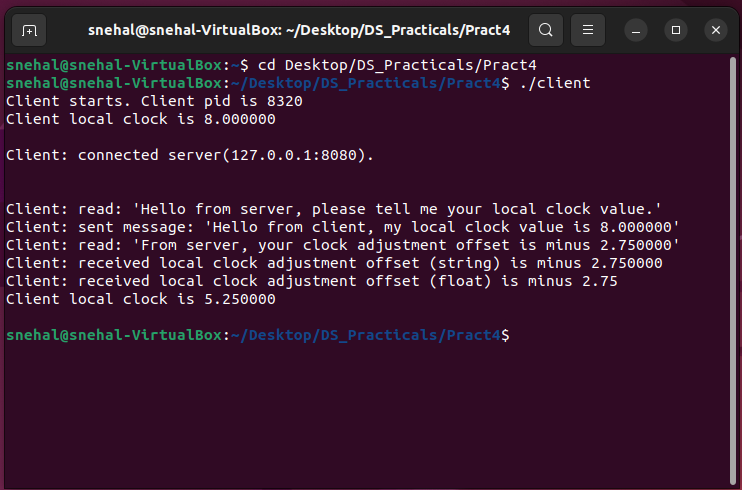 snehal@snehal-VirtualBox: ~/Desktop/DS_Practicals/Pract4
snehal@snehal-VirtualBox:~$ cd Desktop/DS_Practicals/Pract4
snehal@snehal-VirtualBox:~/Desktop/DS_Practicals/Pract4$ ./client
Client starts. Client pid is 8320
Client local clock is 8.000000
Client: connected server(127.0.0.1:8080).
Client: read: 'Hello from server, please tell me your local clock value.'
Client: sent message: 'Hello from client, my local clock value is 8.000000'
Client: read: 'From server, your clock adjustment offset is minus 2.750000'
Client: received local clock adjustment offset (string) is minus 2.750000
Client: received local clock adjustment offset (float) is minus 2.75
Client local clock is 5.250000
snehal@snehal-VirtualBox:~/Desktop/DS_Practicals/Pract4$